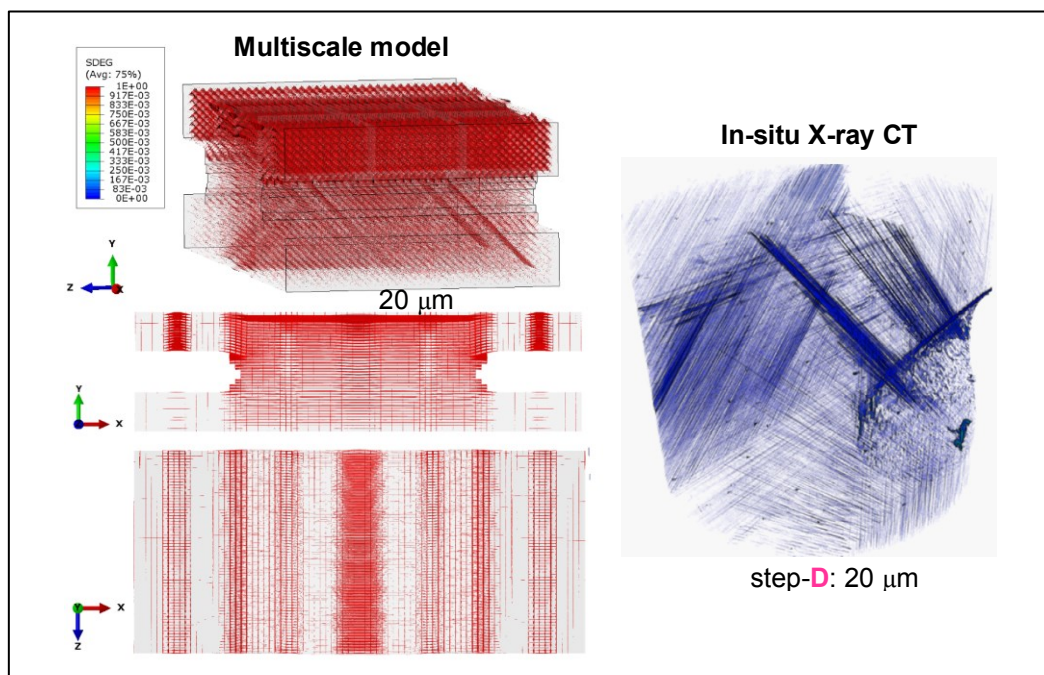 Multiscale model
SDEG
(Avg: 75%)
1E+00
917E-03
833E-03
750E-03
667E-03
583E-03
500E-03
417E-03
333E-03
250E-03
167E-03
83E-03
0E+00
In-situ X-ray CT
Y
Z
X
20 μm
Y
X
Y
X
Z
step-D: 20 μm